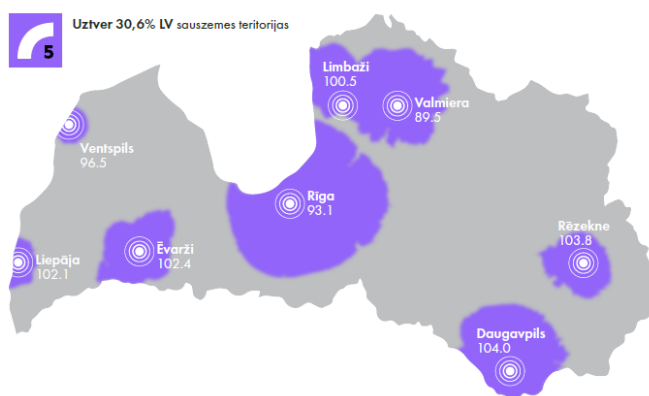 5
Uztver 30,6% LV sauszemes teritorijas
Limbaži
100.5
Valmiera
89.5
Ventspils
96.5
Rīga
93.1
Rēzekne
103.8
Liepāja
102.1
Ēvarži
102.4
Daugavpils
104.0